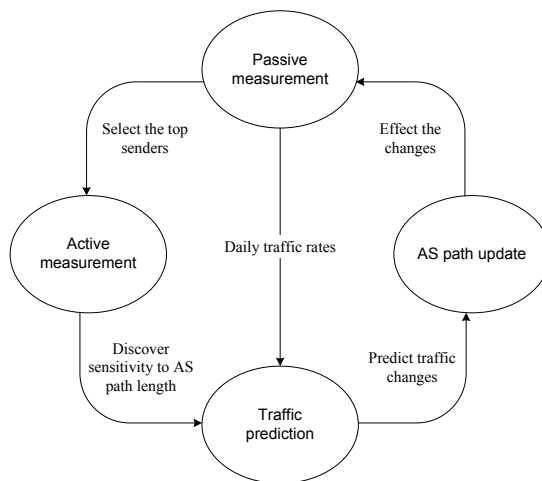 Passive
measurement
Select the top
senders
Effect the
changes
Active
measurement
Daily traffic rates
AS path update
Discover
sensitivity to AS
path length
Predict traffic
changes
Traffic
prediction